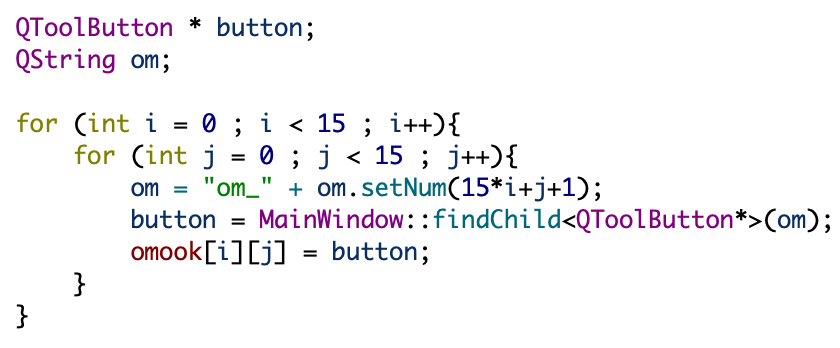 QToolButton * button;
QString om;

for (int i = 0 ; i < 15 ; i++){
    for (int j = 0 ; j < 15 ; j++){
        om = "om_" + om.setNum(15*i+j+1);
        button = MainWindow::findChild<QToolButton*>(om);
        omook[i][j] = button;
    }
}